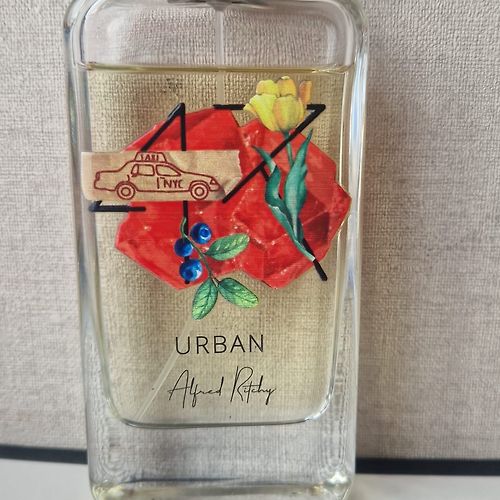 TAXI
I NYC
URBAN
Alfred Ritchy